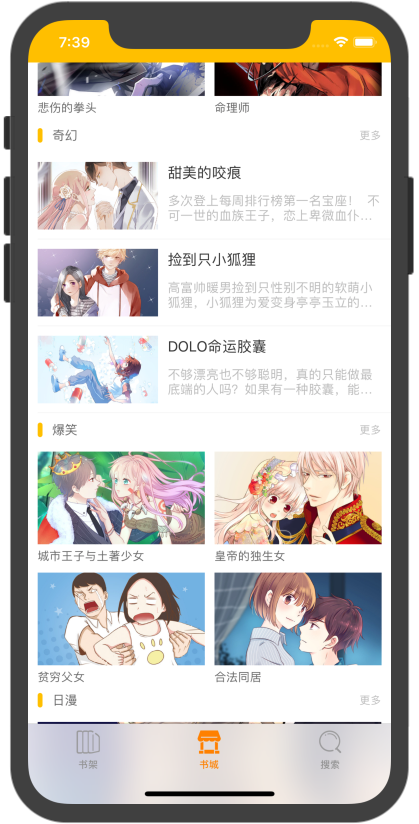 7:39
悲伤的拳头
命理师
奇幻
更多
甜美的咬痕
多次登上每周排行榜第一名宝座！ 不
可一世的血族王子，恋上卑微血仆...
捡到只小狐狸
高富帅暖男捡到只性别不明的软萌小
狐狸，小狐狸为爱变身亭亭玉立的...
DOLO命运胶囊
不够漂亮也不够聪明，真的只能做最
底端的人吗？如果有一种胶囊，能...
爆笑
更多
城市王子与土著少女
皇帝的独生女
贫穷父女
合法同居
日漫
更多
书架
书城
搜索